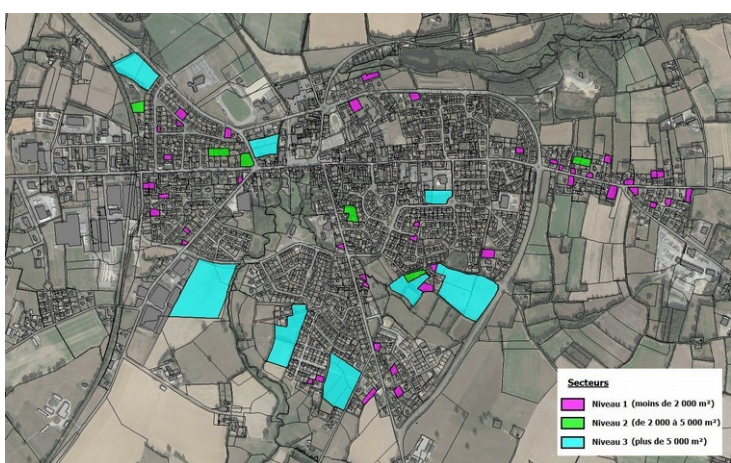 Secteurs
Niveau 1 (moins de 2 000 m²)
Niveau 2 (de 2 000 à 5 000 m²)
Niveau 3 (plus de 5 000 m²)